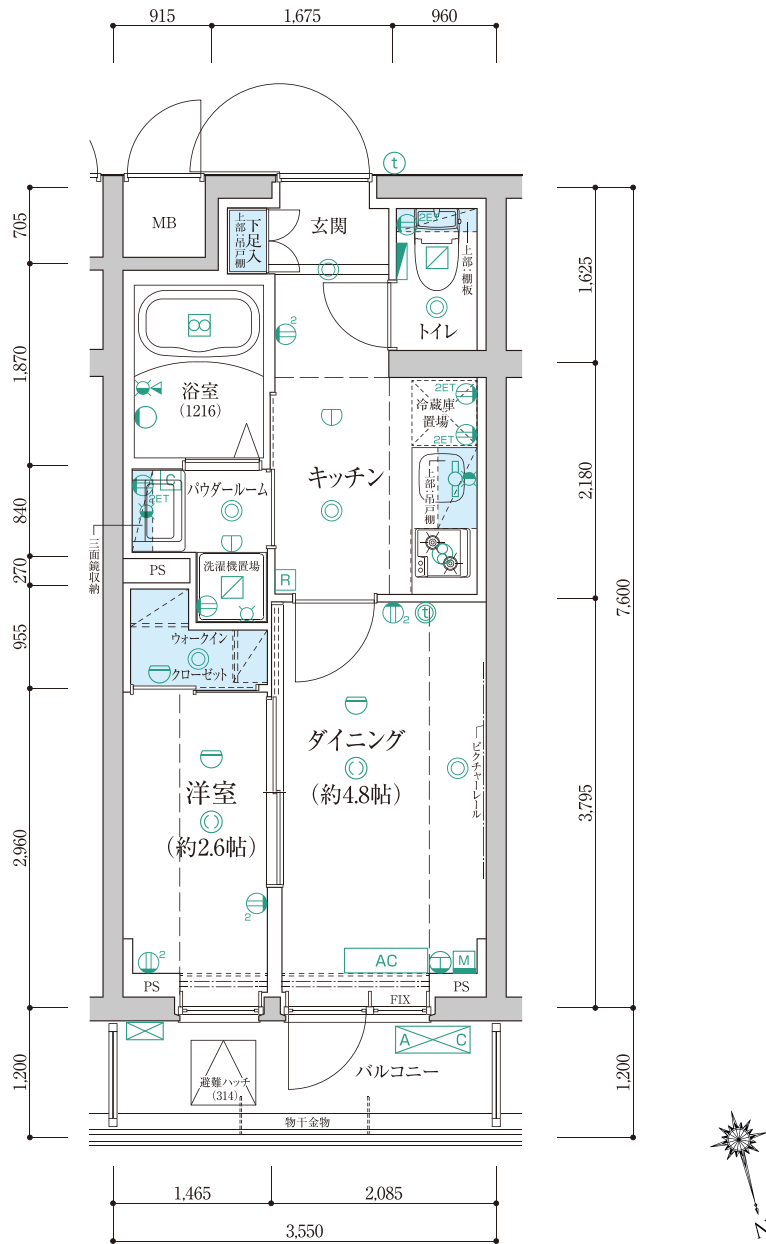 915
1,675
960
t
705
1,870
840
270
955
2,960
1,200
1,625
2,180
3,795
7,600
1,200
MB
下足入
上部：吊戸棚
玄関
2ET
上部：棚板
トイレ
2
浴室
(1216)
2ET
冷蔵庫
置場
2ET
キッチン
上部：吊戸棚
C
2ET
パウダールーム
三面鏡収納
PS
洗濯機置場
R
2
t
ウォークイン
クローゼット
ダイニング
(約4.8帖)
ピクチャーレール
洋室
(約2.6帖)
2
2
AC
M
PS
FIX
PS
A C
バルコニー
避難ハッチ
(314)
物干金物
1,465
2,085
3,550